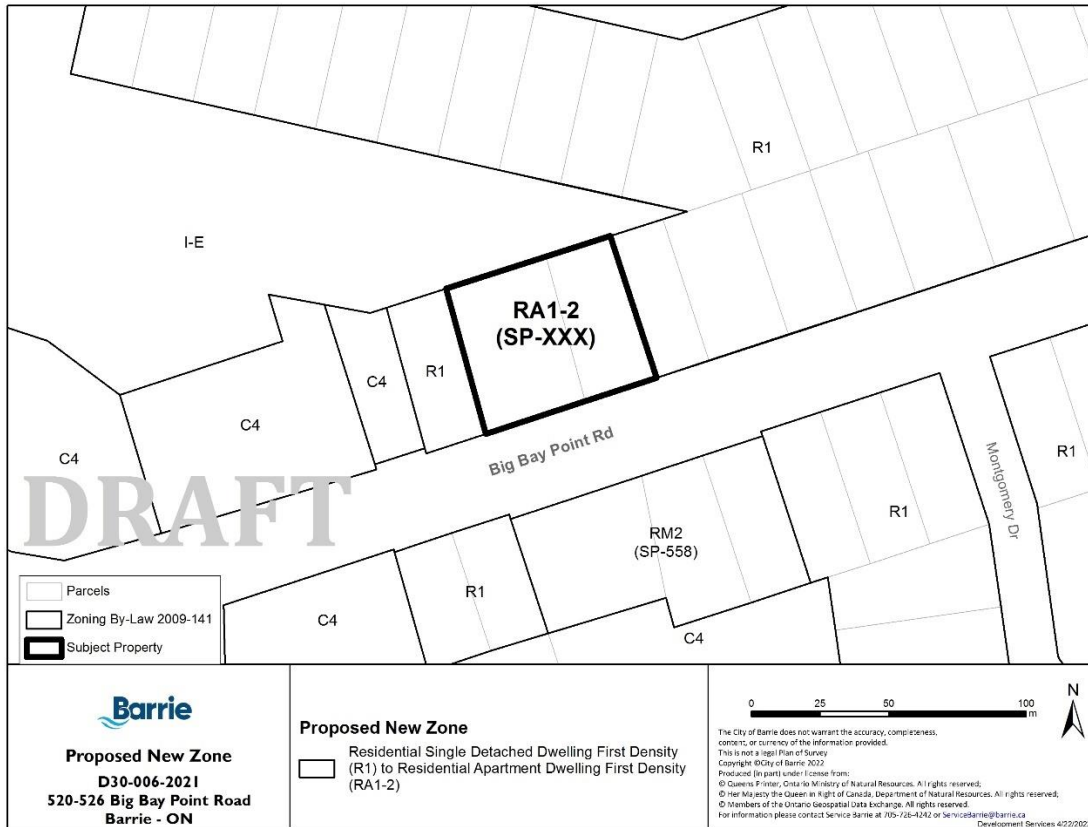 R1
I-E
RA1-2
(SP-XXX)
C4
R1
C4
C4
Big Bay Point Rd
DRAFT
Montgomery Dr
R1
R1
RM2
(SP-558)
R1
C4
C4
Parcels
Zoning By-Law 2009-141
Subject Property
Barrie
Proposed New Zone
D30-006-2021
520-526 Big Bay Point Road
Barrie - ON
Proposed New Zone
Residential Single Detached Dwelling First Density
(R1) to Residential Apartment Dwelling First Density
(RA1-2)
0 25 50 100
m
N
The City of Barrie does not warrant the accuracy, completeness,
content, or currency of the information provided.
This is not a legal Plan of Survey
Copyright ©City of Barrie 2022
Produced (in part) under license from:
© Queens Printer, Ontario Ministry of Natural Resources. All rights reserved;
© Her Majesty the Queen in Right of Canada, Department of Natural Resources. All rights reserved;
© Members of the Ontario Geospatial Data Exchange. All rights reserved.
For information please contact Service Barrie at 705-726-4242 or ServiceBarrie@barrie.ca
Development Services